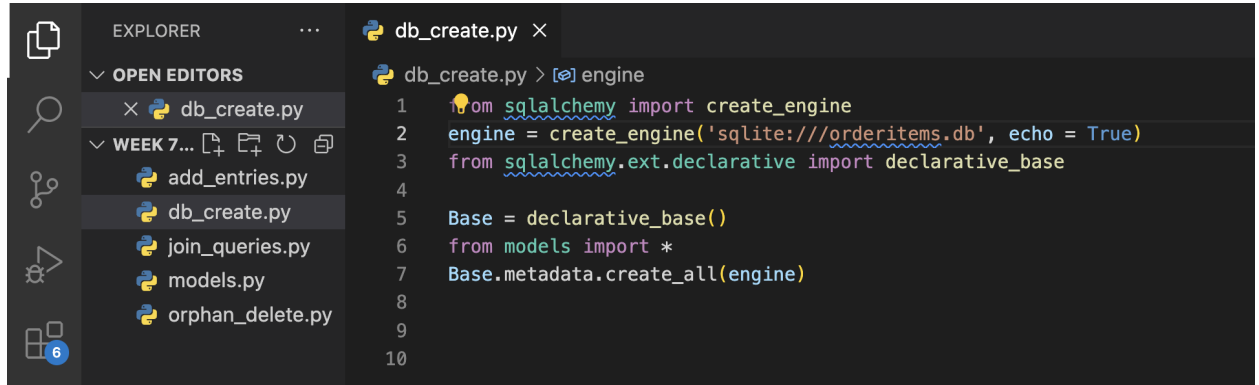 EXPLORER ...
OPEN EDITORS
db_create.py
WEEK 7...
add_entries.py
db_create.py
join_queries.py
models.py
orphan_delete.py
6
db_create.py
db_create.py > engine
1 from sqlalchemy import create_engine
2 engine = create_engine('sqlite:///orderitems.db', echo = True)
3 from sqlalchemy.ext.declarative import declarative_base
4
5 Base = declarative_base()
6 from models import *
7 Base.metadata.create_all(engine)
8
9
10